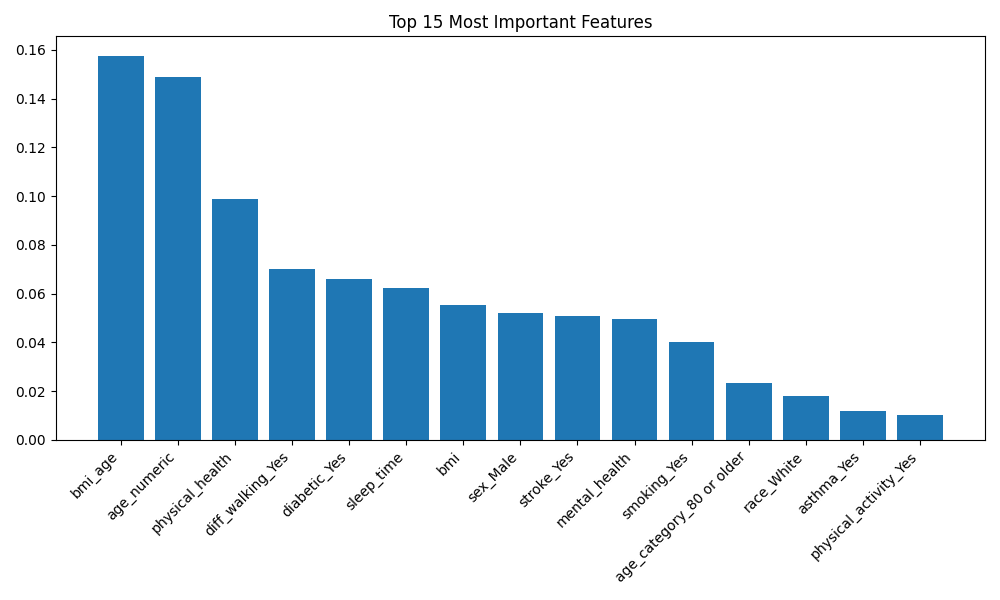 Top 15 Most Important Features
0.16
0.14
0.12
0.10
0.08
0.06
0.04
0.02
0.00
bmi_age
age_numeric
physical_health
diff_walking_Yes
diabetic_Yes
sleep_time
bmi
sex_Male
stroke_Yes
mental_health
smoking_Yes
age_category_80 or older
race_White
asthma_Yes
physical_activity_Yes